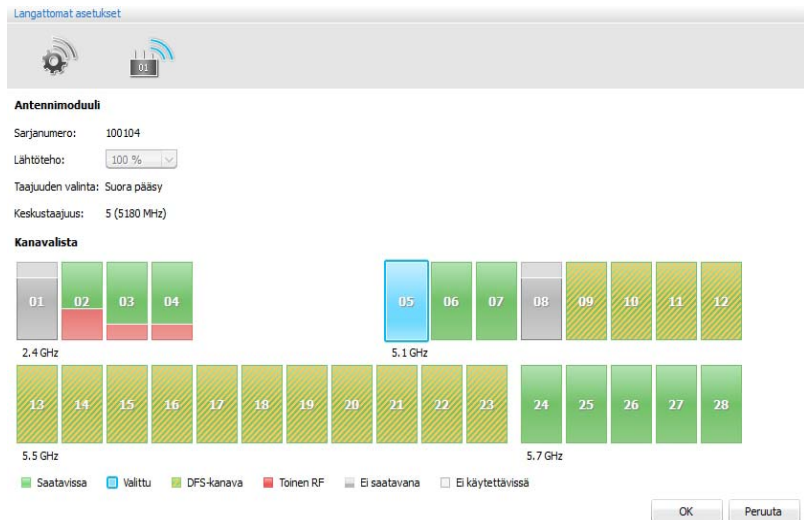 Langattomat asetukset
01
Antennimoduuli
Sarjanumero: 100104
Lähtöteho: 100 %
Taajuuden valinta: Suora pääsy
Keskustaajuus: 5 (5180 MHz)
Kanavalista
01 02 03 04 05 06 07 08 09 10 11 12
2.4 GHz 5.1 GHz
13 14 15 16 17 18 19 20 21 22 23 24 25 26 27 28
5.5 GHz 5.7 GHz
Saatavissa Valittu DFS-kanava Toinen RF Ei saatavana Ei käytettävissä
OK Peruuta